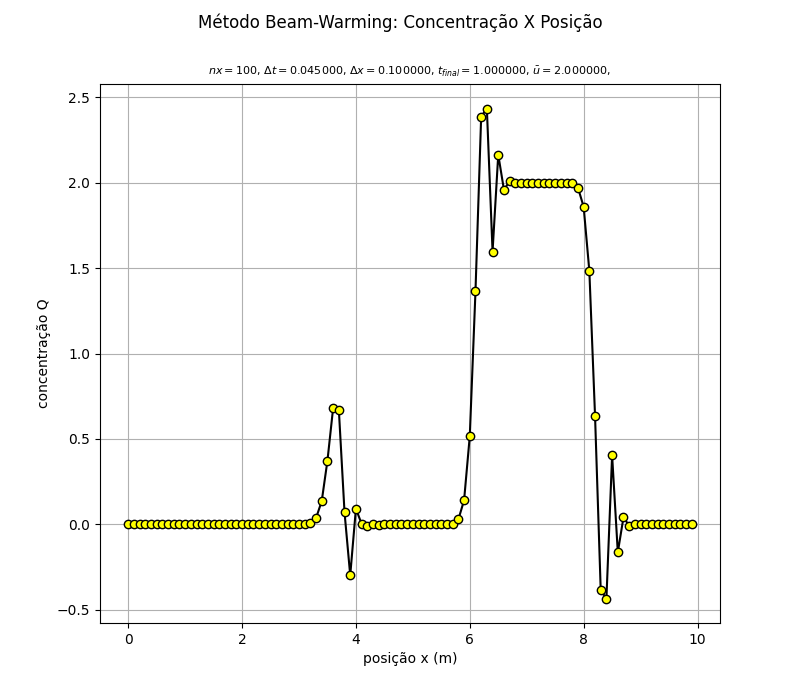 Método Beam-Warming: Concentração X Posição
nx = 100, Δt = 0.045000, Δx = 0.100000, t_final = 1.000000, ū = 2.000000,
2.5
2.0
1.5
1.0
0.5
0.0
−0.5
concentração Q
0 2 4 6 8 10
posição x (m)